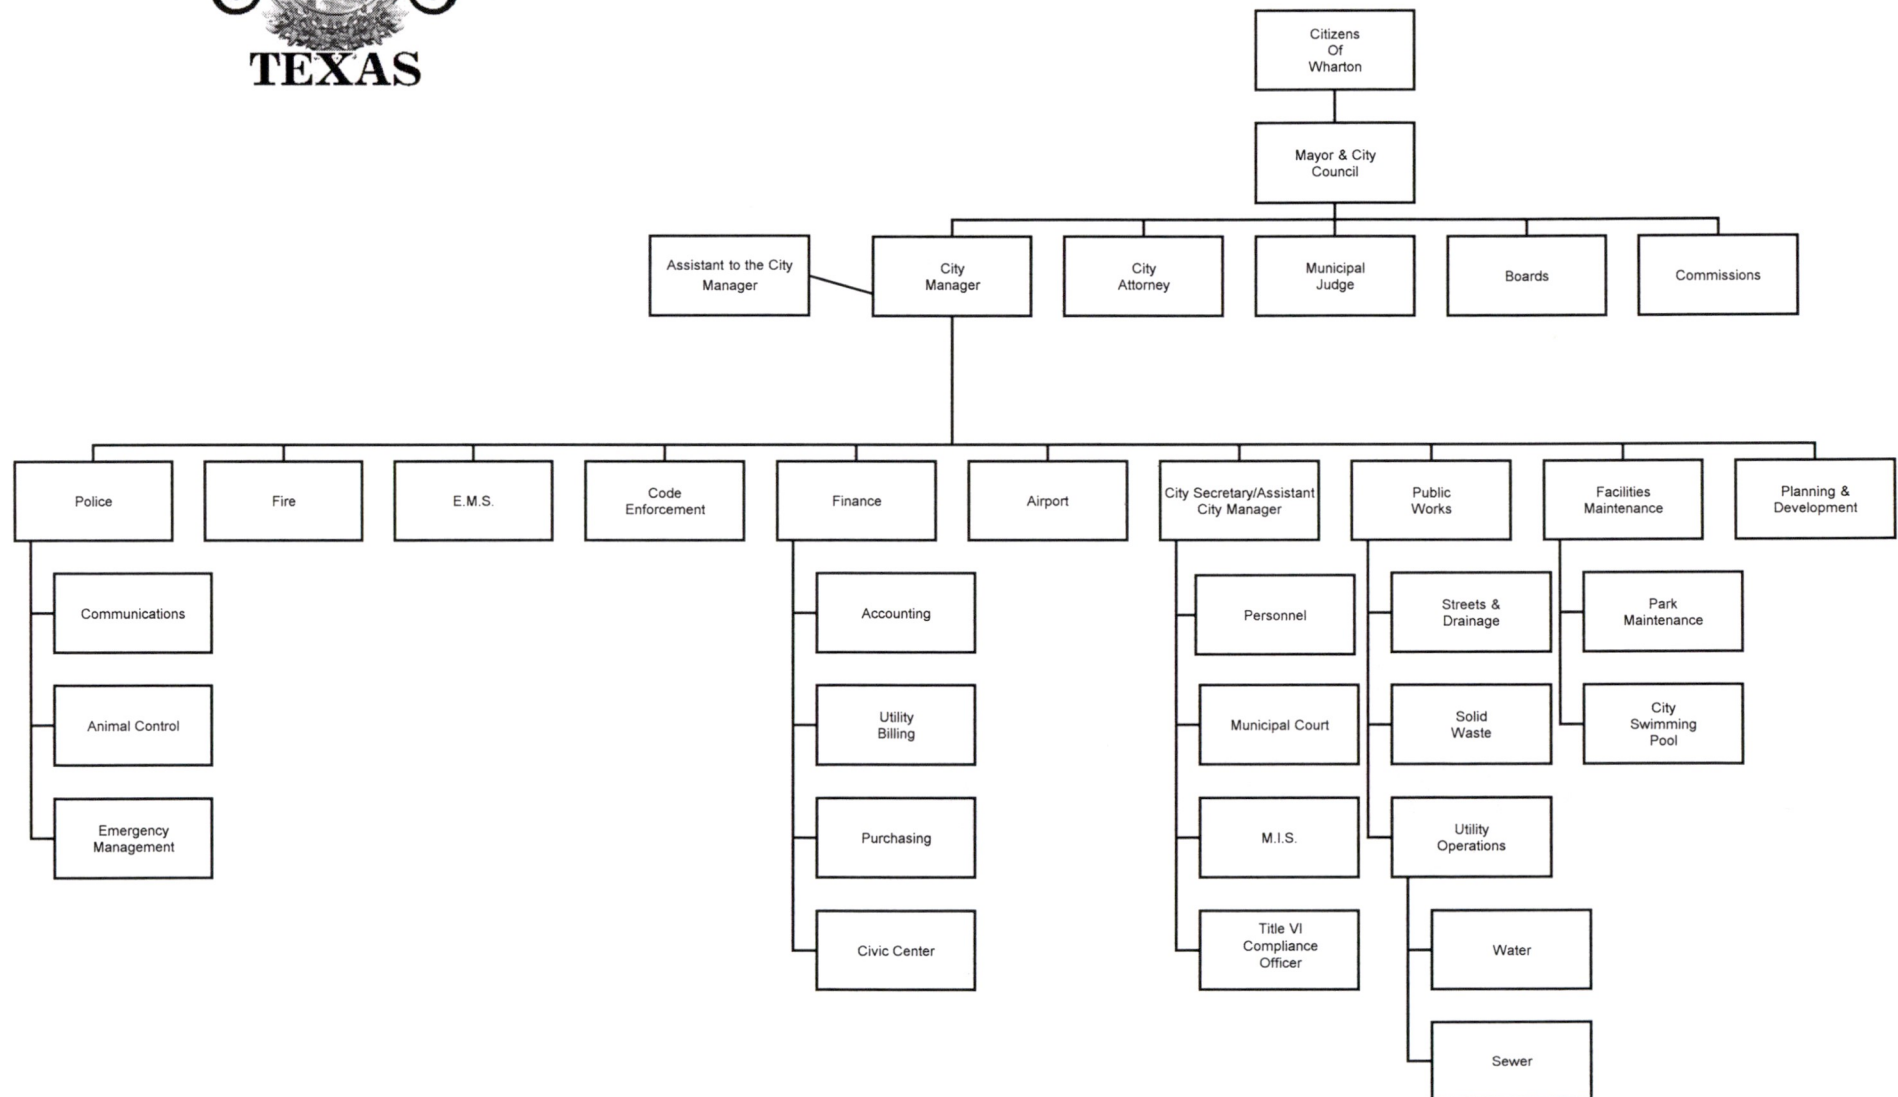 TEXAS
Citizens
Of
Wharton
Mayor & City
Council
Assistant to the City
Manager
City
Manager
City
Attorney
Municipal
Judge
Boards
Commissions
Police
Fire
E.M.S.
Code
Enforcement
Finance
Airport
City Secretary/Assistant
City Manager
Public
Works
Facilities
Maintenance
Planning &
Development
Communications
Animal Control
Emergency
Management
Accounting
Utility
Billing
Purchasing
Civic Center
Personnel
Municipal Court
M.I.S.
Title VI
Compliance
Officer
Streets &
Drainage
Solid
Waste
Utility
Operations
Water
Sewer
Park
Maintenance
City
Swimming
Pool